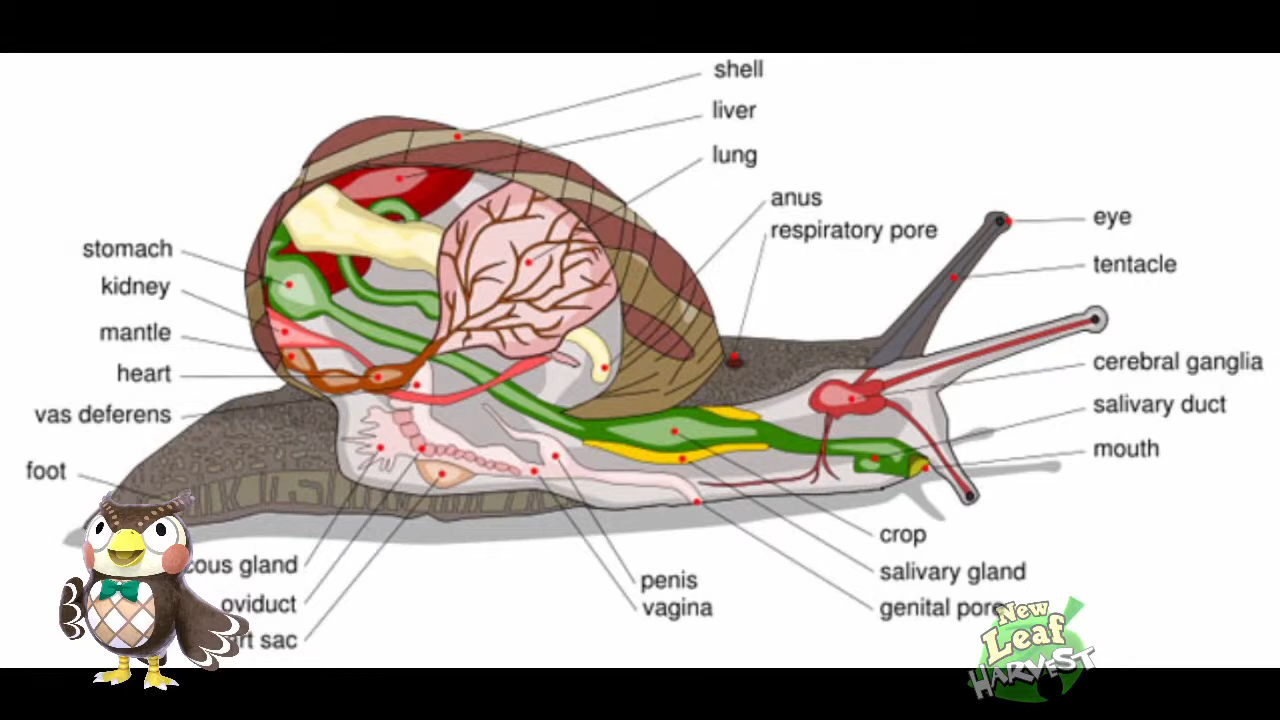 shell
liver
lung
anus
respiratory pore
eye
tentacle
cerebral ganglia
salivary duct
mouth
stomach
kidney
mantle
heart
vas deferens
foot
cous gland
oviduct
art sac
penis
vagina
crop
salivary gland
genital pore
New
Leaf
HARVEST